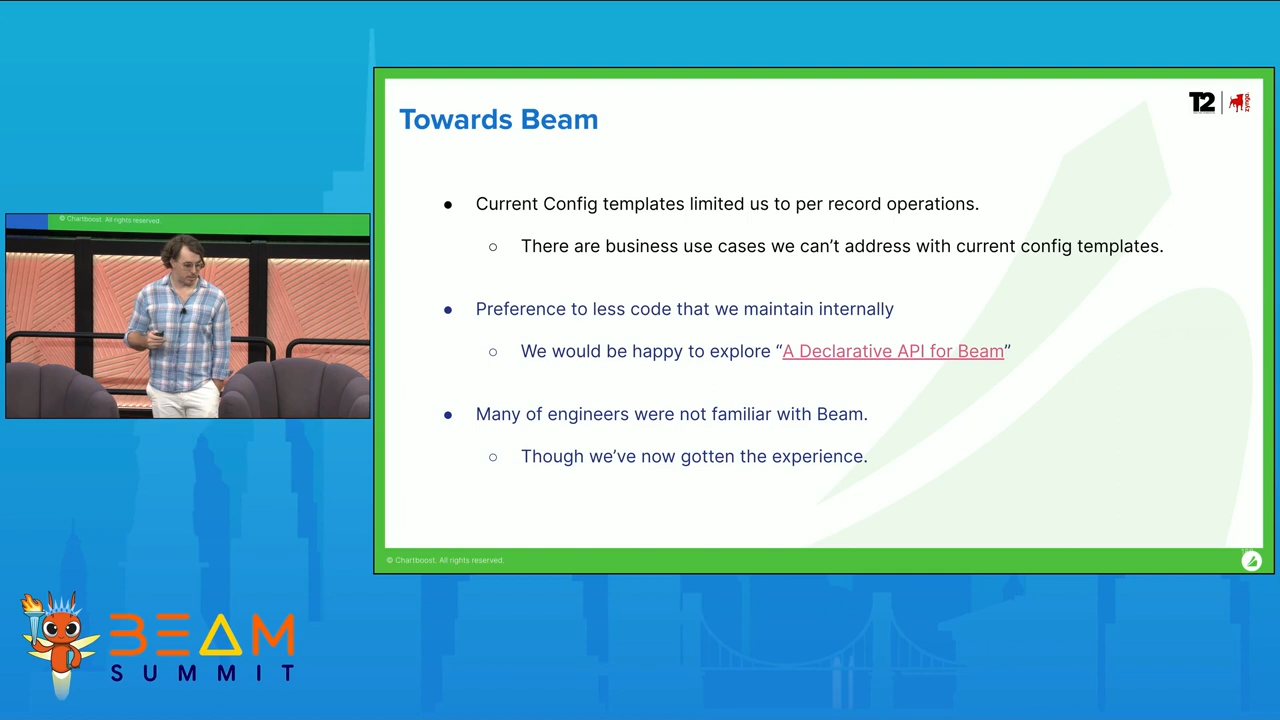 Towards Beam
T2
zynga
● Current Config templates limited us to per record operations.
○ There are business use cases we can’t address with current config templates.
● Preference to less code that we maintain internally
○ We would be happy to explore “A Declarative API for Beam”
● Many of engineers were not familiar with Beam.
○ Though we’ve now gotten the experience.
© Chartboost. All rights reserved.
© Chartboost. All rights reserved.
BEAM
SUMMIT